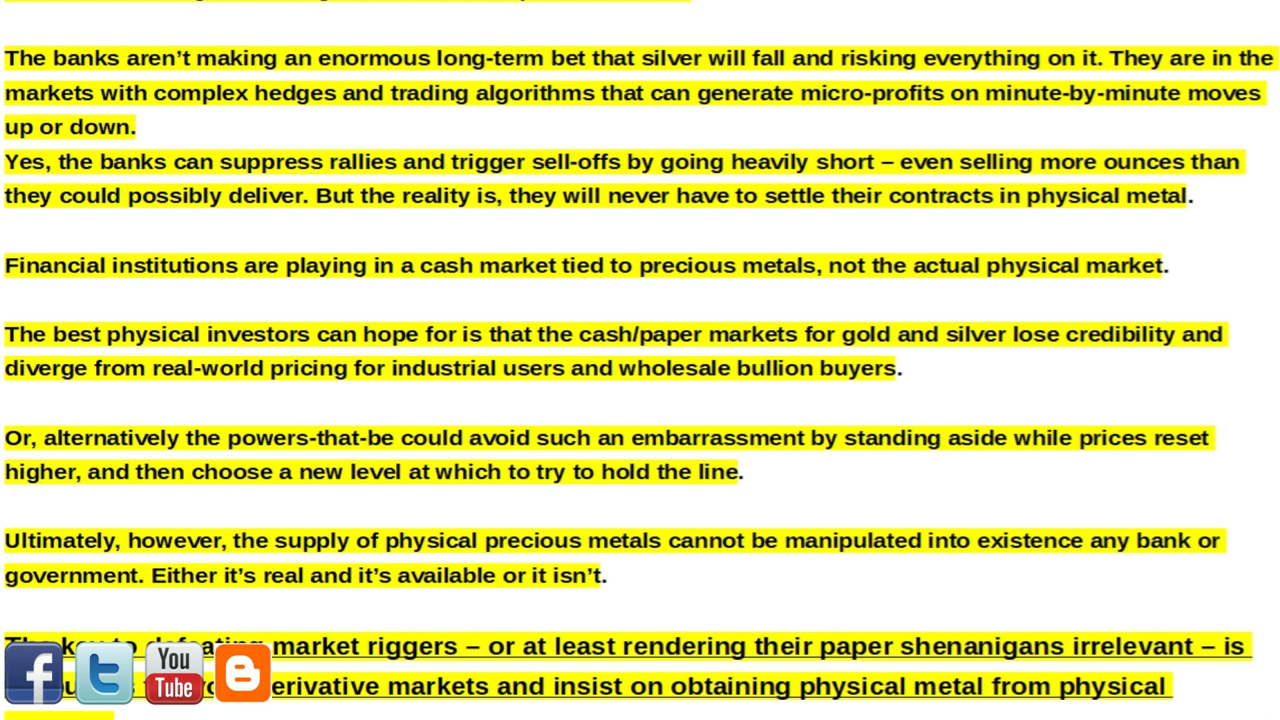 The banks aren’t making an enormous long-term bet that silver will fall and risking everything on it. They are in the
markets with complex hedges and trading algorithms that can generate micro-profits on minute-by-minute moves
up or down.
Yes, the banks can suppress rallies and trigger sell-offs by going heavily short – even selling more ounces than
they could possibly deliver. But the reality is, they will never have to settle their contracts in physical metal.
Financial institutions are playing in a cash market tied to precious metals, not the actual physical market.
The best physical investors can hope for is that the cash/paper markets for gold and silver lose credibility and
diverge from real-world pricing for industrial users and wholesale bullion buyers.
Or, alternatively the powers-that-be could avoid such an embarrassment by standing aside while prices reset
higher, and then choose a new level at which to try to hold the line.
Ultimately, however, the supply of physical precious metals cannot be manipulated into existence any bank or
government. Either it’s real and it’s available or it isn’t.
The key to defeating market riggers – or at least rendering their paper shenanigans irrelevant – is
erivative markets and insist on obtaining physical metal from physical
You
Tube